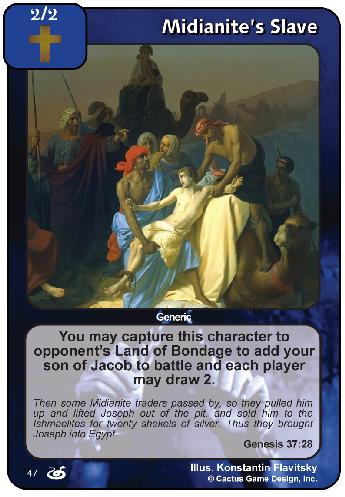 2/2
Midianite's Slave
Generic
You may capture this character to
opponent's Land of Bondage to add your
son of Jacob to battle and each player
may draw 2.
Then some Midianite traders passed by, so they pulled him
up and lifted Joseph out of the pit, and sold him to the
Ishmaelites for twenty shekels of silver. Thus they brought
Joseph into Egypt.
Genesis 37:28
Illus. Konstantin Flavitsky
47
© Cactus Game Design, Inc.